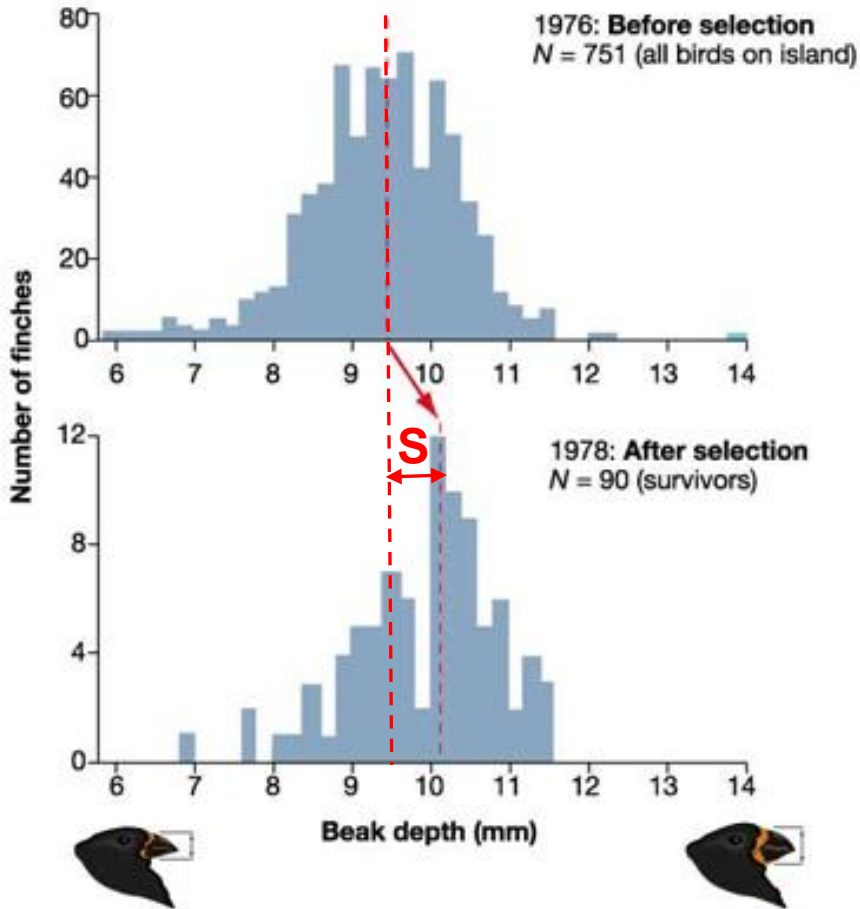 80
60
40
20
0
1976: Before selection
N = 751 (all birds on island)
6 7 8 9 10 11 12 13 14
Number of finches
12
8
4
0
S
1978: After selection
N = 90 (survivors)
6 7 8 9 10 11 12 13 14
Beak depth (mm)